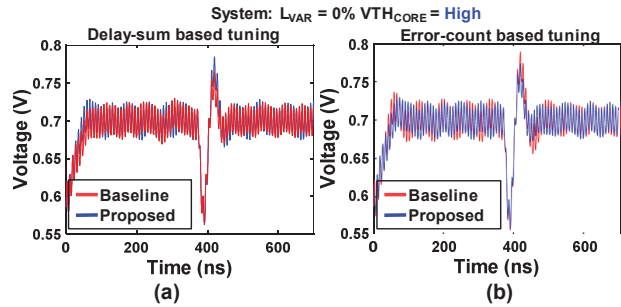 System: L_VAR = 0% VTH_CORE = High
Delay-sum based tuning
Error-count based tuning
Voltage (V)
0.8
0.75
0.7
0.65
0.6
0.55
Baseline
Proposed
0
200
400
600
Time (ns)
(a)
Voltage (V)
0.8
0.75
0.7
0.65
0.6
0.55
Baseline
Proposed
0
200
400
600
Time (ns)
(b)